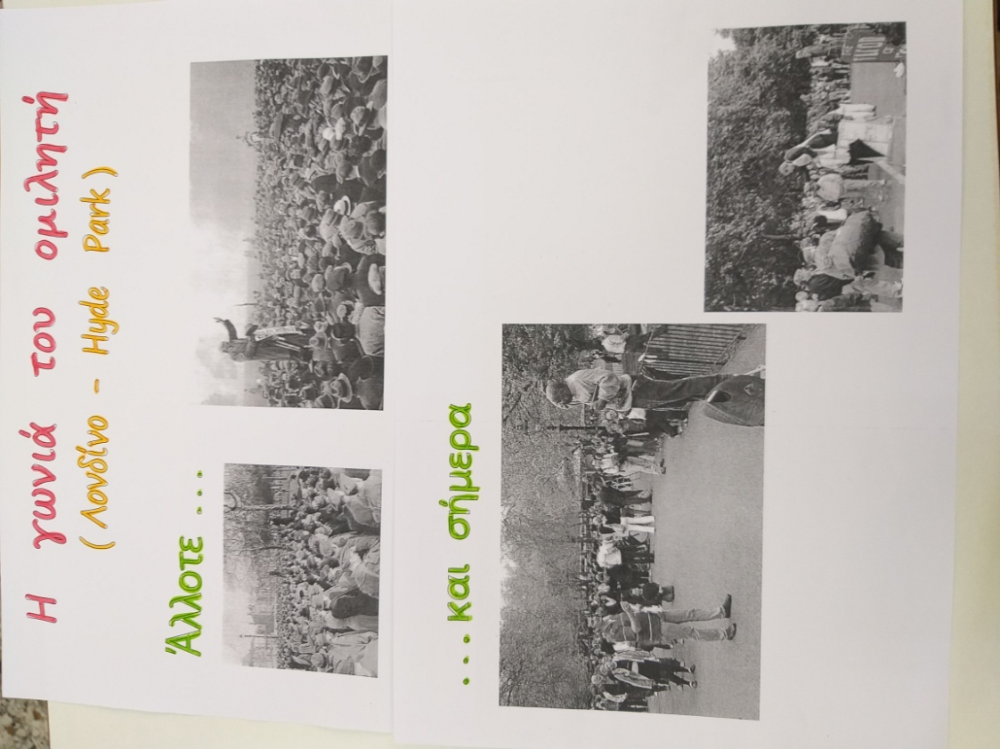 Η γωνιά του ομιλητή
(Λονδίνο - Hyde Park)
Άλλοτε ...
...και σήμερα